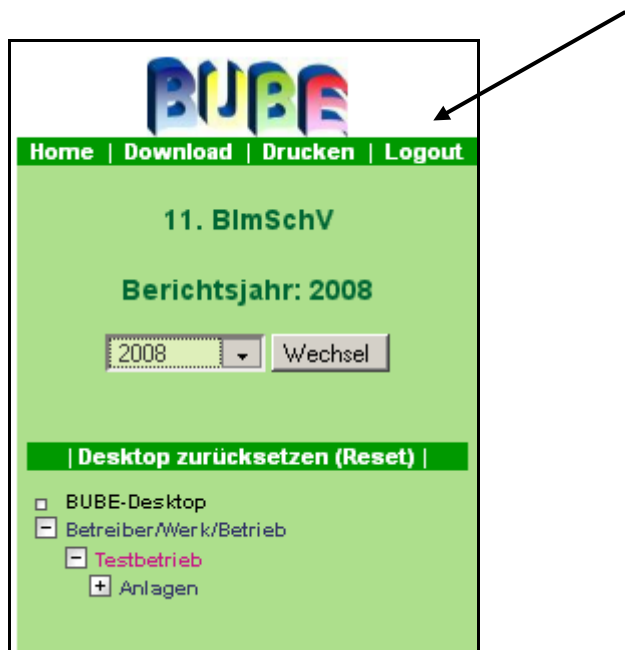 BUBE
Home | Download | Drucken | Logout
11. BImSchV
Berichtsjahr: 2008
2008 Wechsel
| Desktop zurücksetzen (Reset) |
BUBE-Desktop
Betreiber/Werk/Betrieb
Testbetrieb
Anlagen